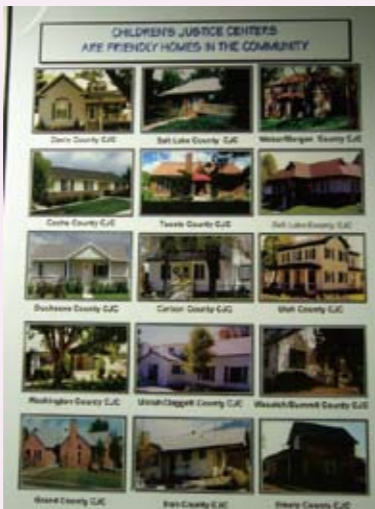 CHILDREN'S JUSTICE CENTERS
ARE FRIENDLY HOMES IN THE COMMUNITY
Davis County CJC
Salt Lake County CJC
Weber/Morgan County CJC
Cache County CJC
Tooele County CJC
Salt Lake County CJC
Duchesne County CJC
Carbon County CJC
Utah County CJC
Washington County CJC
Uintah/Daggett County CJC
Wasatch/Summit County CJC
Grand County CJC
Iron County CJC
County CJC